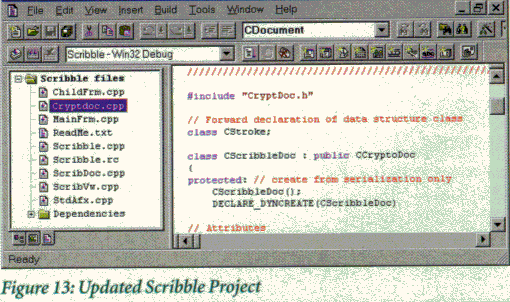 File Edit View Insert Build Tools Window Help
CDocument
Scribble - Win32 Debug
Scribble files
ChildFrm.cpp
Cryptdoc.cpp
MainFrm.cpp
ReadMe.txt
Scribble.cpp
Scribble.rc
ScribDoc.cpp
ScribVw.cpp
StdAfx.cpp
Dependencies
////////////////////////////////////////////////
#include "CryptDoc.h"
// Forward declaration of data structure class
class CStroke;
class CScribbleDoc : public CCryptoDoc
{
protected: // create from serialization only
CScribbleDoc();
DECLARE_DYNCREATE(CScribbleDoc)
// Attributes
Ready
Figure 13: Updated Scribble Project